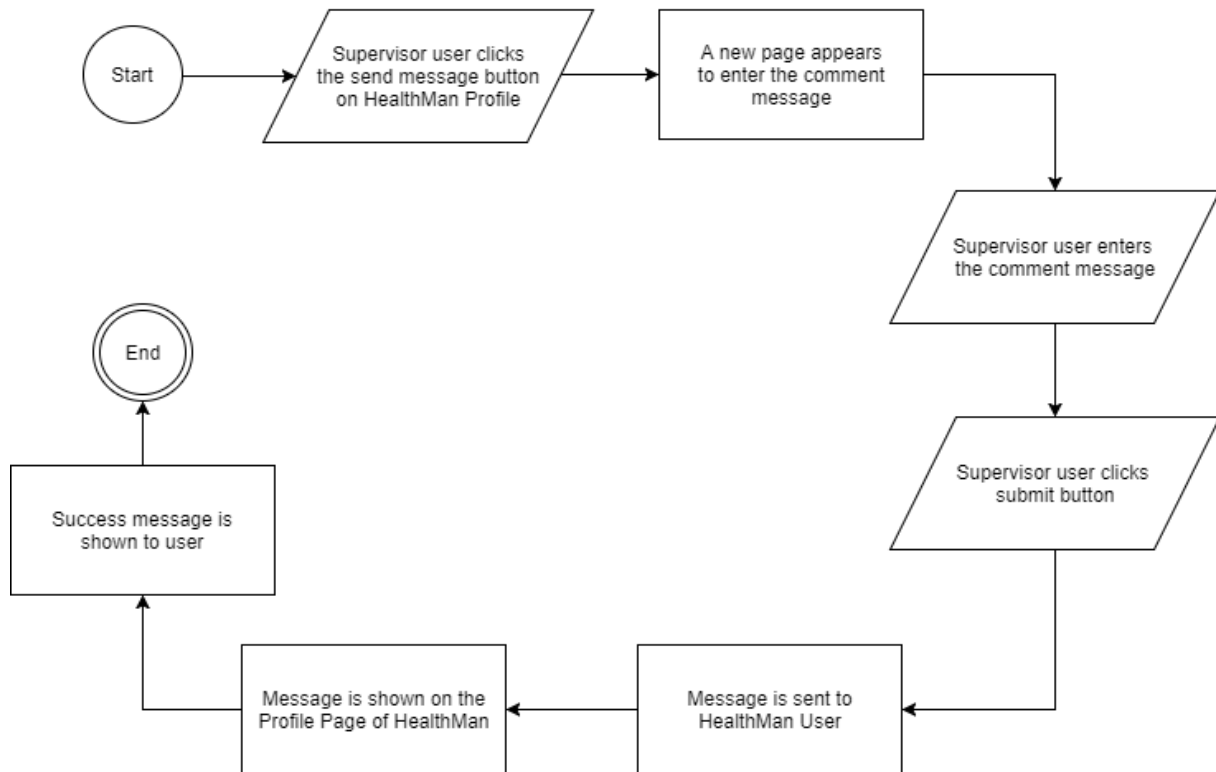 Start
Supervisor user clicks
the send message button
on HealthMan Profile
A new page appears
to enter the comment
message
Supervisor user enters
the comment message
Supervisor user clicks
submit button
Message is sent to
HealthMan User
Message is shown on the
Profile Page of HealthMan
Success message is
shown to user
End